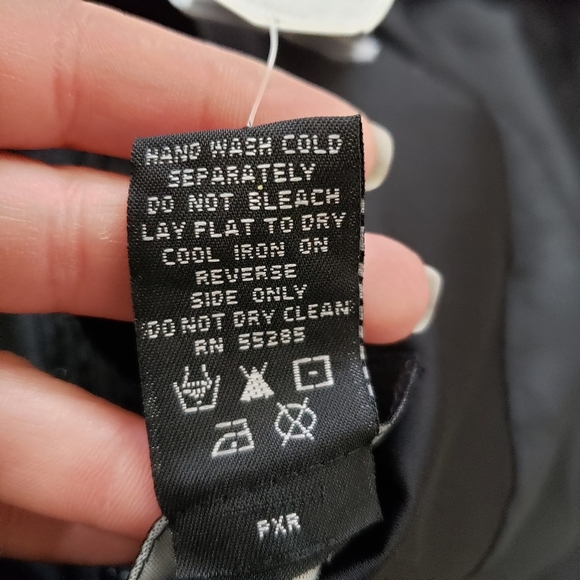 HAND WASH COLD
SEPARATELY
DO NOT BLEACH
LAY FLAT TO DRY
COOL IRON ON
REVERSE
SIDE ONLY
DO NOT DRY CLEAN
RN 55285
PXR